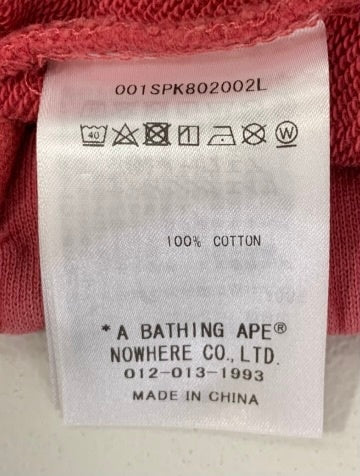 001SPK802002L
40 W
100% COTTON
*A BATHING APE®
NOWHERE CO., LTD.
012-013-1993
MADE IN CHINA